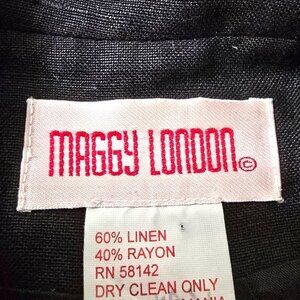 MAGGY LONDON©
60% LINEN
40% RAYON
RN 58142
DRY CLEAN ONLY